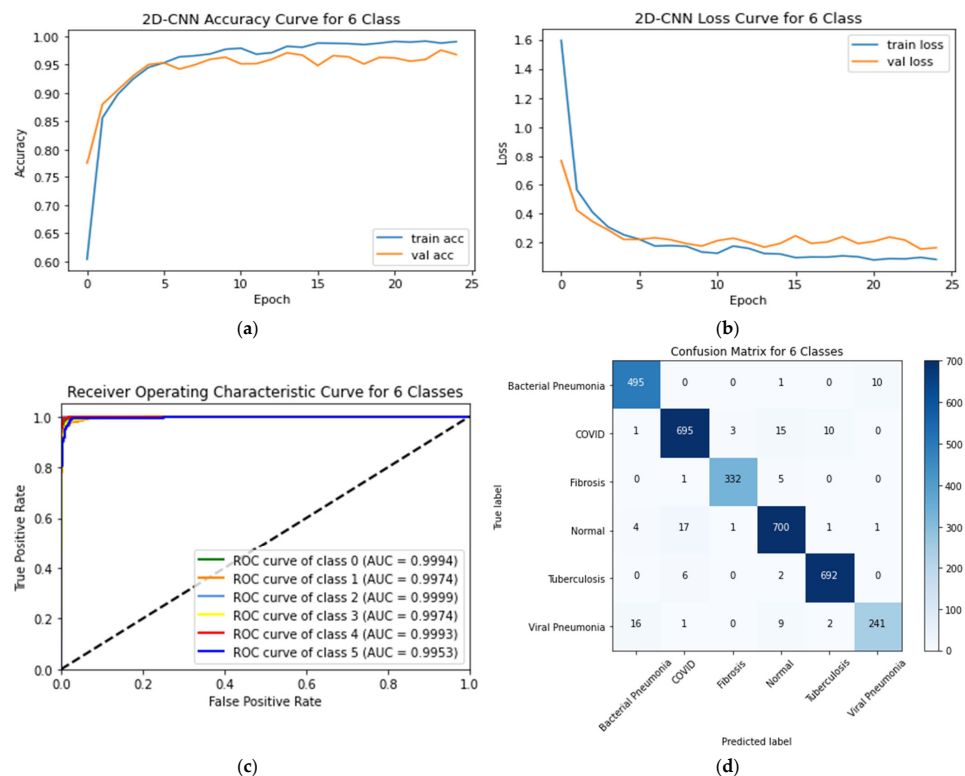 2D-CNN Accuracy Curve for 6 Class
1.00
0.95
0.90
0.85
0.80
0.75
0.70
0.65
0.60
Accuracy
train acc
val acc
0 5 10 15 20 25
Epoch
(a)
2D-CNN Loss Curve for 6 Class
train loss
val loss
1.6
1.4
1.2
1.0
0.8
0.6
0.4
0.2
Loss
0 5 10 15 20 25
Epoch
(b)
Receiver Operating Characteristic Curve for 6 Classes
1.0
0.8
0.6
0.4
0.2
0.0
True Positive Rate
ROC curve of class 0 (AUC = 0.9994)
ROC curve of class 1 (AUC = 0.9974)
ROC curve of class 2 (AUC = 0.9999)
ROC curve of class 3 (AUC = 0.9974)
ROC curve of class 4 (AUC = 0.9993)
ROC curve of class 5 (AUC = 0.9953)
0.0 0.2 0.4 0.6 0.8 1.0
False Positive Rate
(c)
Confusion Matrix for 6 Classes
True label
Bacterial Pneumonia 495 0 0 1 0 10
COVID 1 695 3 15 10 0
Fibrosis 0 1 332 5 0 0
Normal 4 17 1 700 1 1
Tuberculosis 0 6 0 2 692 0
Viral Pneumonia 16 1 0 9 2 241
Bacterial Pneumonia COVID Fibrosis Normal Tuberculosis Viral Pneumonia
Predicted label
700
600
500
400
300
200
100
0
(d)